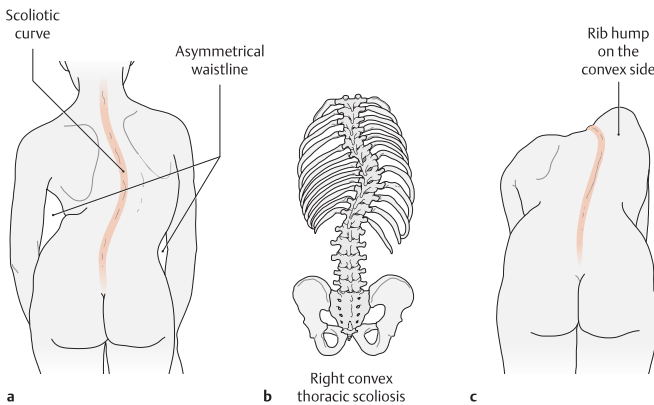 Scoliotic
curve
Asymmetrical
waistline
Rib hump
on the
convex side
a
b
Right convex
thoracic scoliosis
c